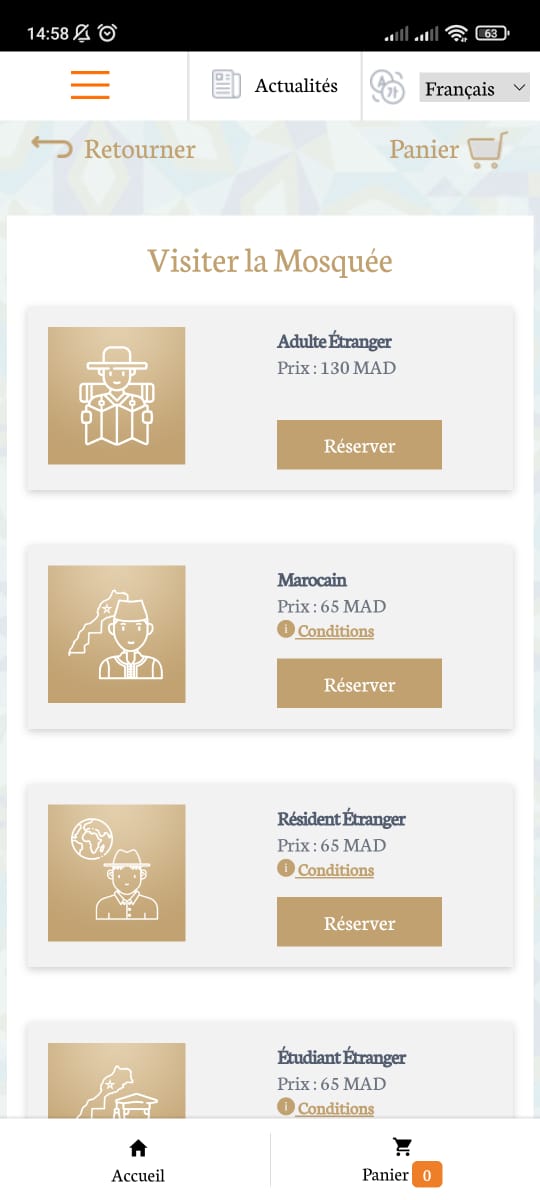 14:58
63
Actualités
Français
Retourner
Panier
Visiter la Mosquée
Adulte Étranger
Prix : 130 MAD
Réserver
Marocain
Prix : 65 MAD
Conditions
Réserver
Résident Étranger
Prix : 65 MAD
Conditions
Réserver
Étudiant Étranger
Prix : 65 MAD
Conditions
Accueil
Panier 0